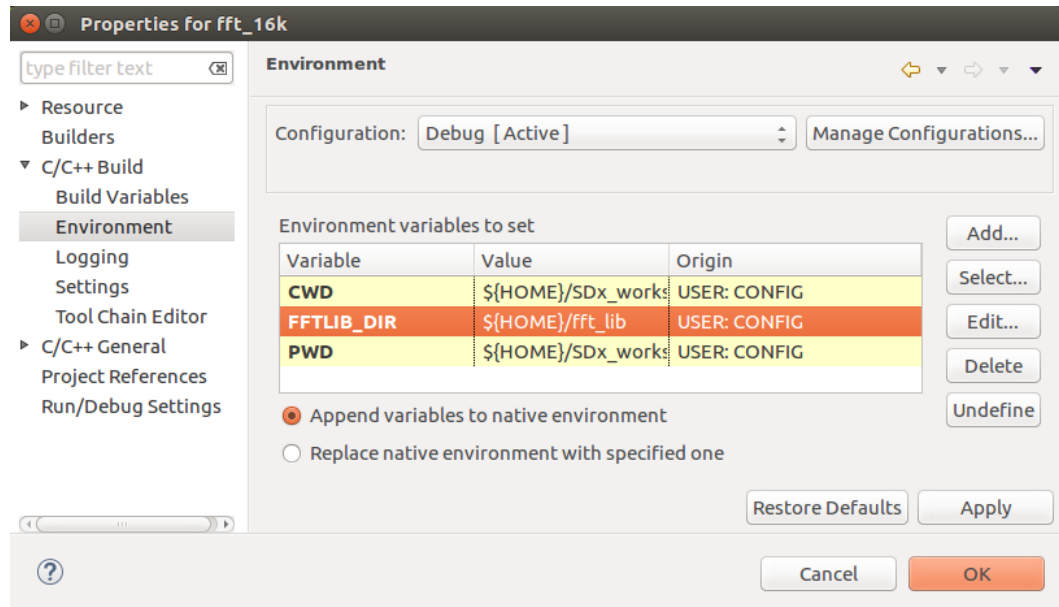 Properties for fft_16k
type filter text
Resource
Builders
C/C++ Build
Build Variables
Environment
Logging
Settings
Tool Chain Editor
C/C++ General
Project References
Run/Debug Settings
Environment
Configuration: Debug [Active] Manage Configurations...
Environment variables to set
Variable Value Origin
CWD ${HOME}/SDx_works USER: CONFIG
FFTLIB_DIR ${HOME}/fft_lib USER: CONFIG
PWD ${HOME}/SDx_works USER: CONFIG
Add...
Select...
Edit...
Delete
Undefine
Append variables to native environment
Replace native environment with specified one
Restore Defaults Apply
? Cancel OK